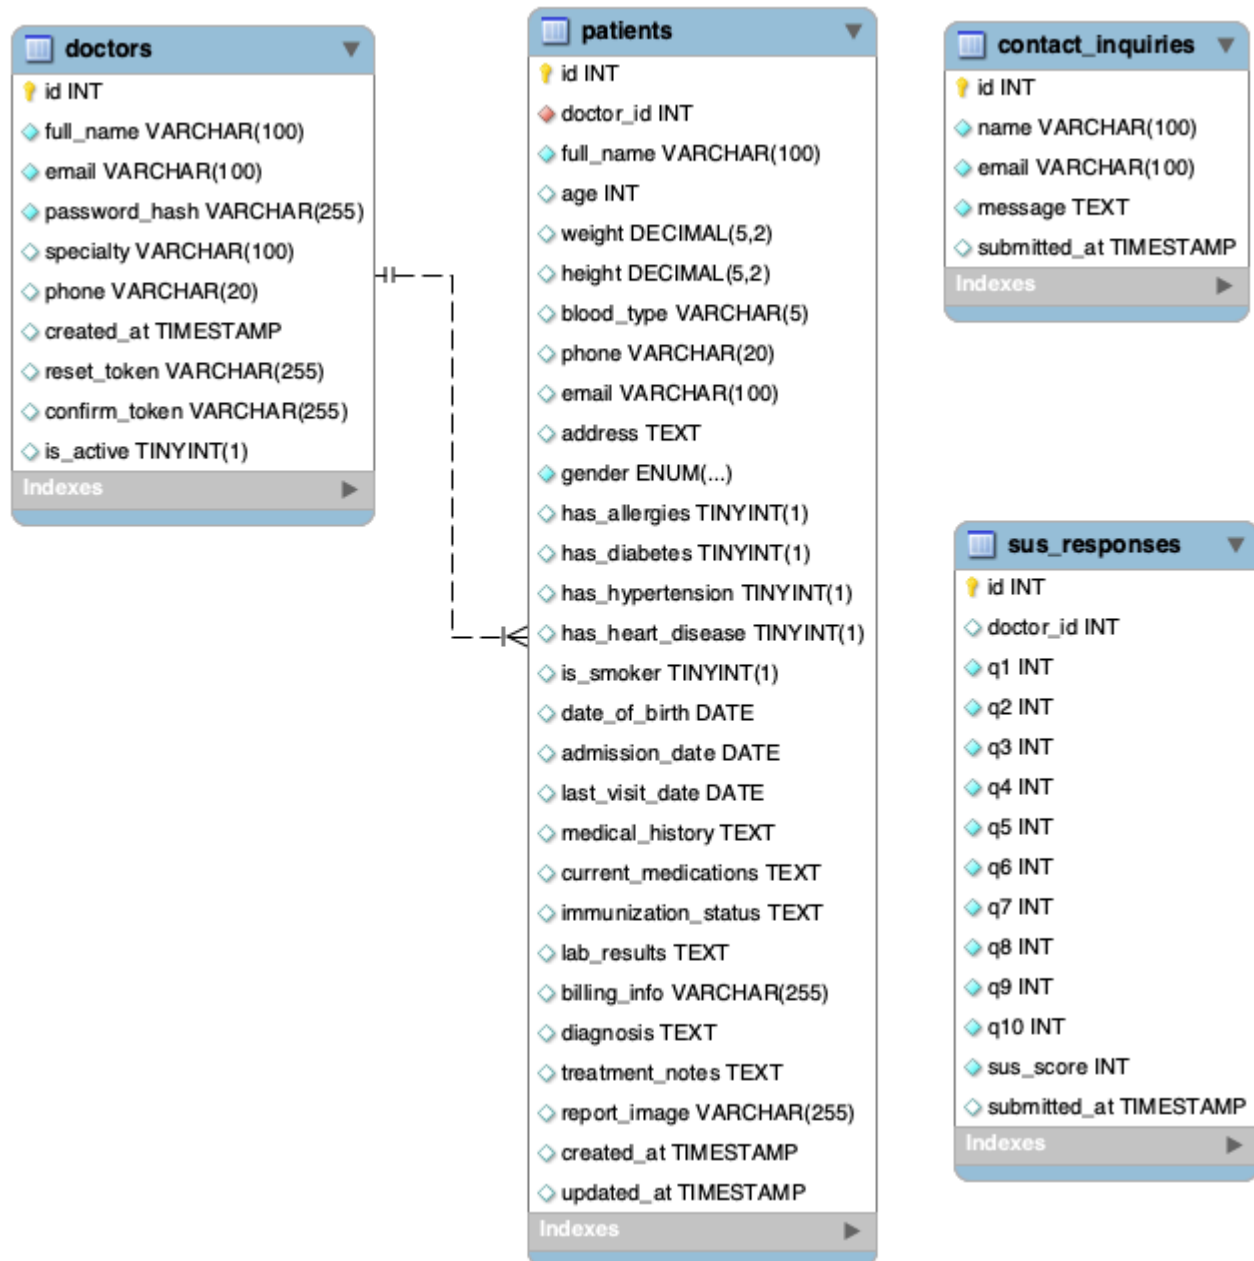 doctors
id INT
full_name VARCHAR(100)
email VARCHAR(100)
password_hash VARCHAR(255)
specialty VARCHAR(100)
phone VARCHAR(20)
created_at TIMESTAMP
reset_token VARCHAR(255)
confirm_token VARCHAR(255)
is_active TINYINT(1)
Indexes
patients
id INT
doctor_id INT
full_name VARCHAR(100)
age INT
weight DECIMAL(5,2)
height DECIMAL(5,2)
blood_type VARCHAR(5)
phone VARCHAR(20)
email VARCHAR(100)
address TEXT
gender ENUM(...)
has_allergies TINYINT(1)
has_diabetes TINYINT(1)
has_hypertension TINYINT(1)
has_heart_disease TINYINT(1)
is_smoker TINYINT(1)
date_of_birth DATE
admission_date DATE
last_visit_date DATE
medical_history TEXT
current_medications TEXT
immunization_status TEXT
lab_results TEXT
billing_info VARCHAR(255)
diagnosis TEXT
treatment_notes TEXT
report_image VARCHAR(255)
created_at TIMESTAMP
updated_at TIMESTAMP
Indexes
contact_inquiries
id INT
name VARCHAR(100)
email VARCHAR(100)
message TEXT
submitted_at TIMESTAMP
Indexes
sus_responses
id INT
doctor_id INT
q1 INT
q2 INT
q3 INT
q4 INT
q5 INT
q6 INT
q7 INT
q8 INT
q9 INT
q10 INT
sus_score INT
submitted_at TIMESTAMP
Indexes